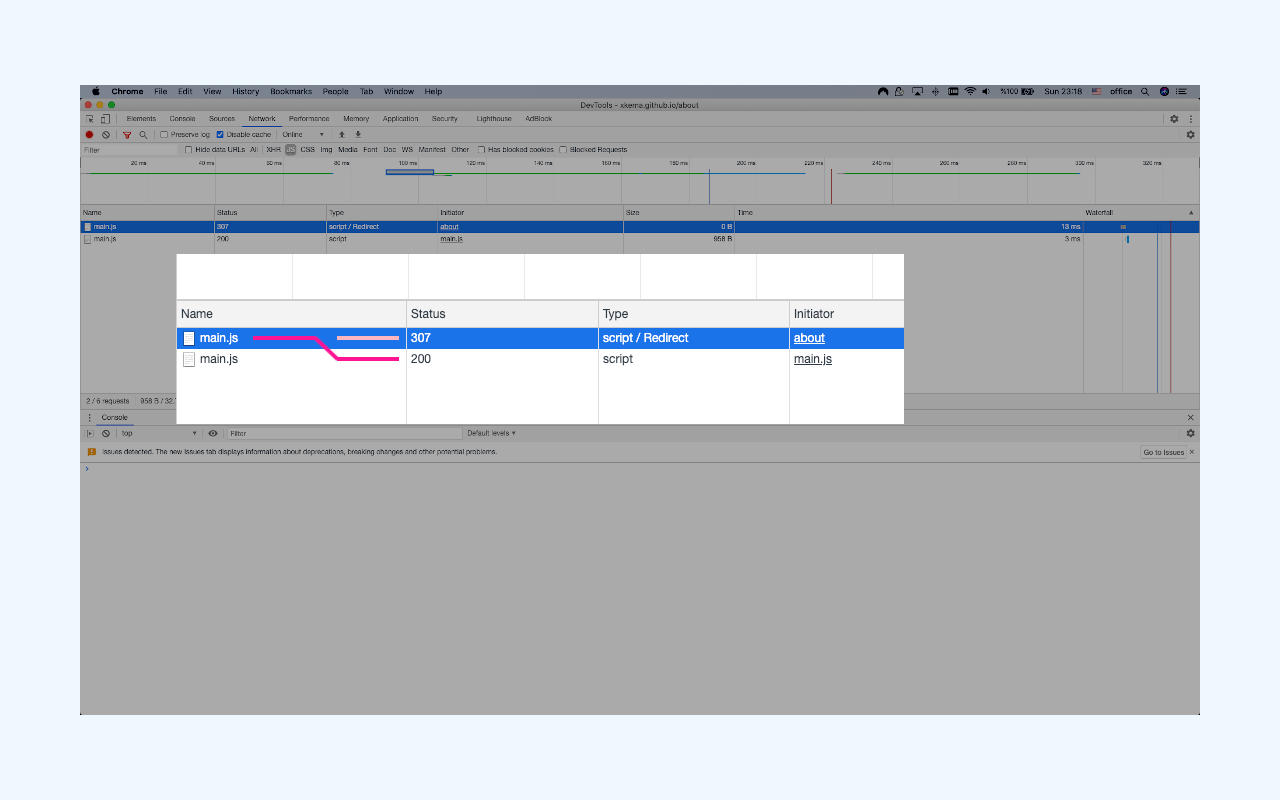 Chrome File Edit View History Bookmarks People Tab Window Help %100 Sun 23:18 office
DevTools - xkema.github.io/about
Elements Console Sources Network Performance Memory Application Security Lighthouse AdBlock
Preserve log Disable cache Online
Filter Hide data URLs All XHR JS CSS Img Media Font Doc WS Manifest Other Has blocked cookies Blocked Requests
20 ms 40 ms 60 ms 80 ms 100 ms 120 ms 140 ms 160 ms 180 ms 200 ms 220 ms 240 ms 260 ms 280 ms 300 ms 320 ms
Name Status Type Initiator Size Time Waterfall
main.js 307 script / Redirect about 0 B 13 ms
main.js 200 script main.js 958 B 3 ms
Name Status Type Initiator
main.js 307 script / Redirect about
main.js 200 script main.js
2 / 6 requests 958 B / 32.
Console
top Filter Default levels
Issues detected. The new Issues tab displays information about deprecations, breaking changes and other potential problems. Go to Issues